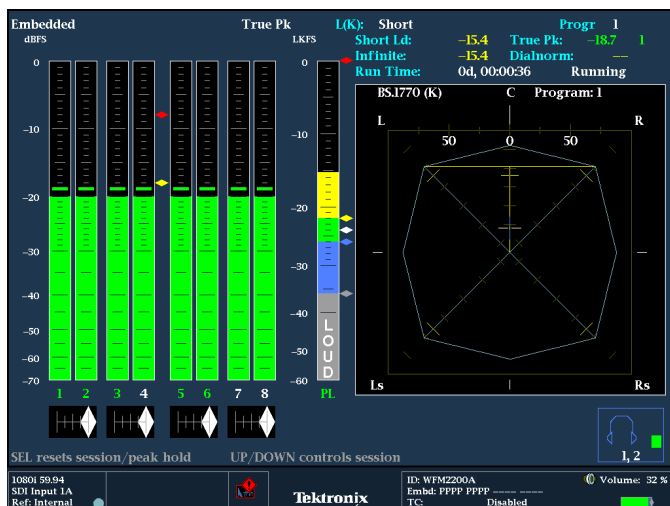 Embedded True Pk L(K): Short Progr 1
dBFS LKFS Short Ld: -15.4 True Pk: -18.7 1
Infinite: -15.4 Dialnorm: --
Run Time: 0d, 00:00:36 Running
0 0 BS.1770 (K) C Program: 1
L R
-10 -10 50 0 50
-20 -20
-30 -30
-40 -40
-50 -50
-60
-70 -60
LOUD
Ls Rs
1 2 3 4 5 6 7 8 PL
1, 2
SEL resets session/peak hold UP/DOWN controls session
1080i 59.94
SDI Input 1A
Ref: Internal
Tektronix
ID: WFM2200A Volume: 32 %
Embd: PPPP PPPP ---- ----
TC: Disabled